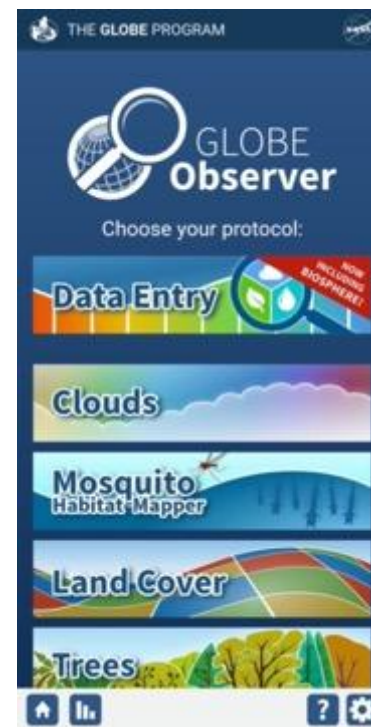 THE GLOBE PROGRAM
NASA
GLOBE
Observer
Choose your protocol:
Data Entry
NOW
INCLUDING
BIOSPHERE!
Clouds
Mosquito
Habitat Mapper
Land Cover
Trees
?